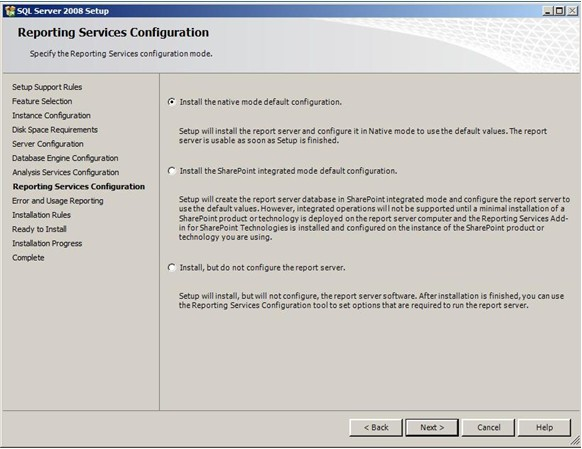 SQL Server 2008 Setup
Reporting Services Configuration
Specify the Reporting Services configuration mode.
Setup Support Rules
Feature Selection
Instance Configuration
Disk Space Requirements
Server Configuration
Database Engine Configuration
Analysis Services Configuration
Reporting Services Configuration
Error and Usage Reporting
Installation Rules
Ready to Install
Installation Progress
Complete
Install the native mode default configuration.
Setup will install the report server and configure it in Native mode to use the default values. The report
server is usable as soon as Setup is finished.
Install the SharePoint integrated mode default configuration.
Setup will create the report server database in SharePoint integrated mode and configure the report server to
use the default values. However, integrated operations will not be supported until a minimal installation of a
SharePoint product or technology is deployed on the report server computer and the Reporting Services Add-
in for SharePoint Technologies is installed and configured on the instance of the SharePoint product or
technology you are using.
Install, but do not configure the report server.
Setup will install, but will not configure, the report server software. After installation is finished, you can use
the Reporting Services Configuration tool to set options that are required to run the report server.
< Back
Next >
Cancel
Help